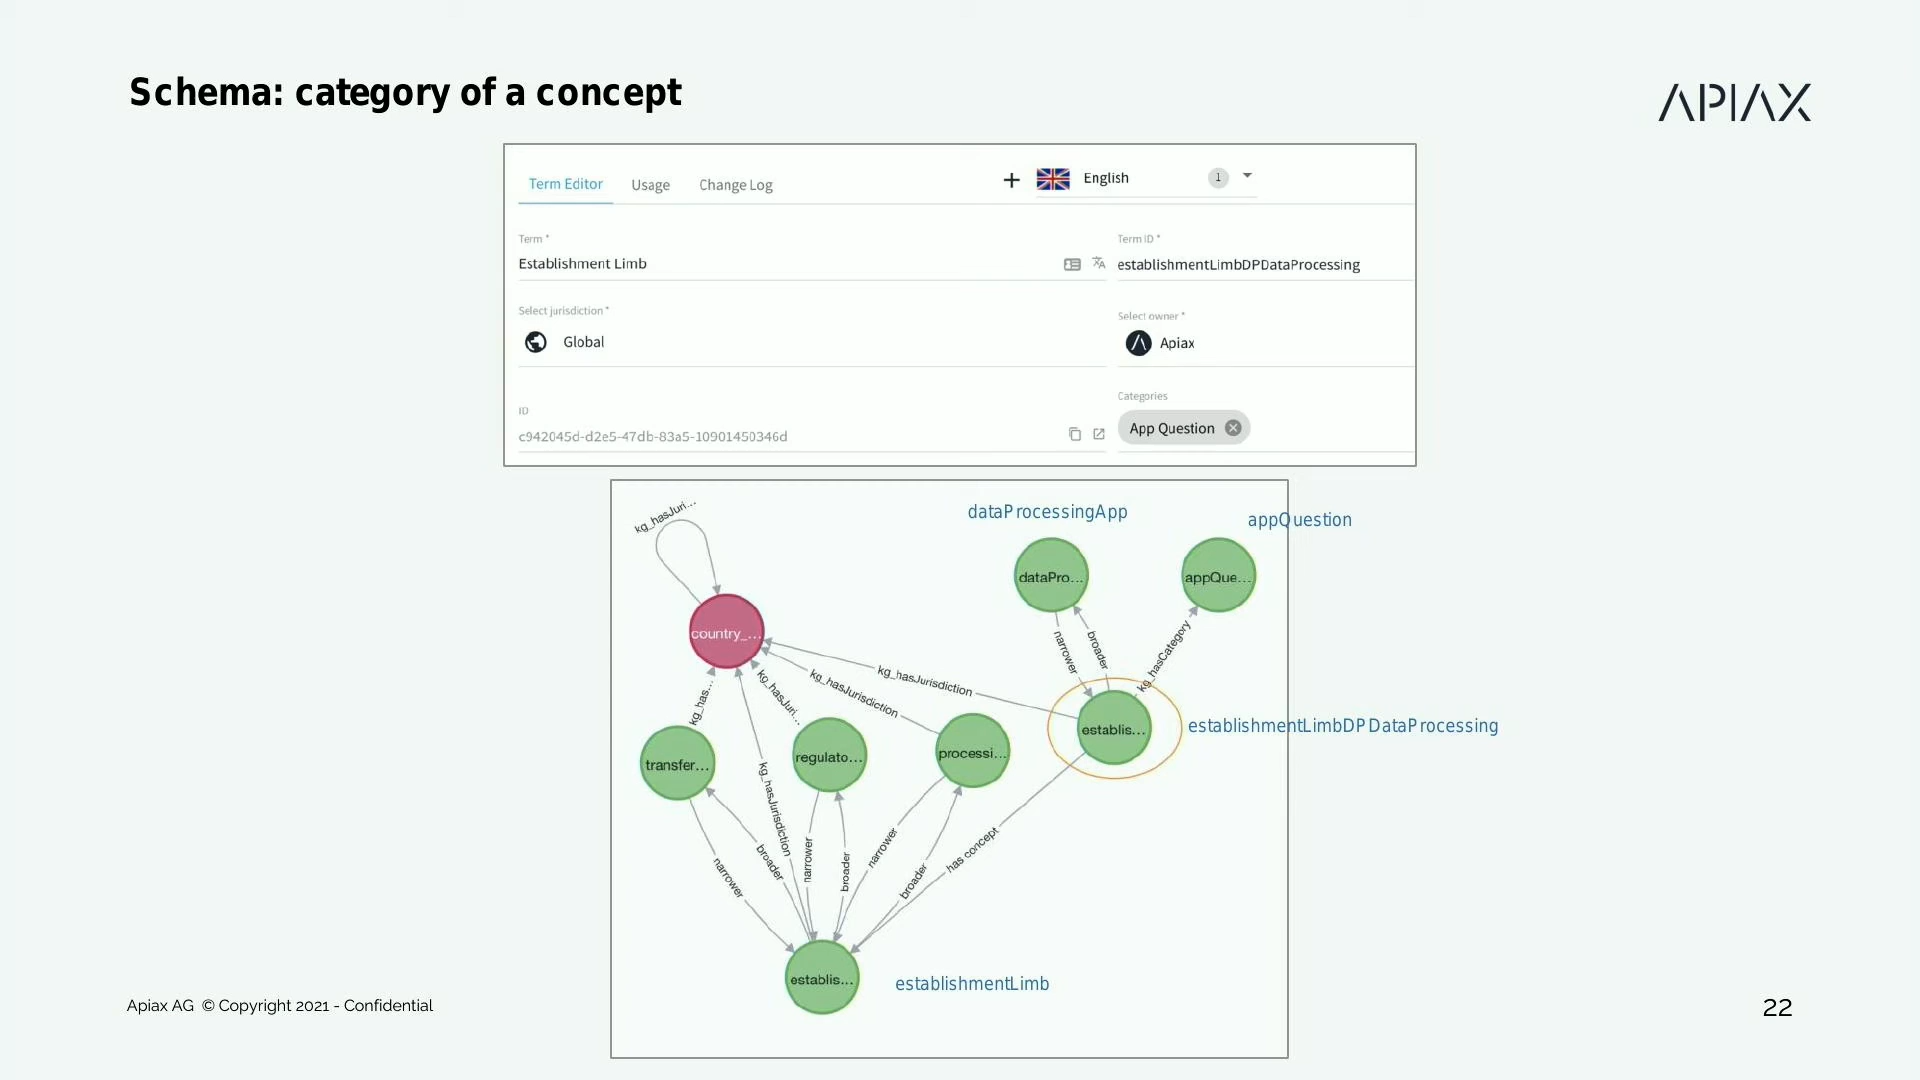 Schema: category of a concept
APIAX
Term Editor Usage Change Log
English 1
Term *
Establishment Limb
Term ID *
establishmentLimbDPDataProcessing
Select jurisdiction *
Global
Select owner *
Apiax
ID
c942045d-d2e5-47db-83a5-10901450346d
Categories
App Question
kg_hasJuri...
dataProcessingApp
appQuestion
dataPro...
appQue...
country_...
narrower
broader
kg_hasCategory
kg_hasJurisdiction
kg_hasJurisdiction
kg_hasJuri...
kg_has...
establis...
establishmentLimbDPDataProcessing
transfer...
regulato...
processi...
kg_hasJurisdiction
narrower
broader
narrower
broader
narrower
broader
has concept
establis...
establishmentLimb
Apiax AG © Copyright 2021 - Confidential
22